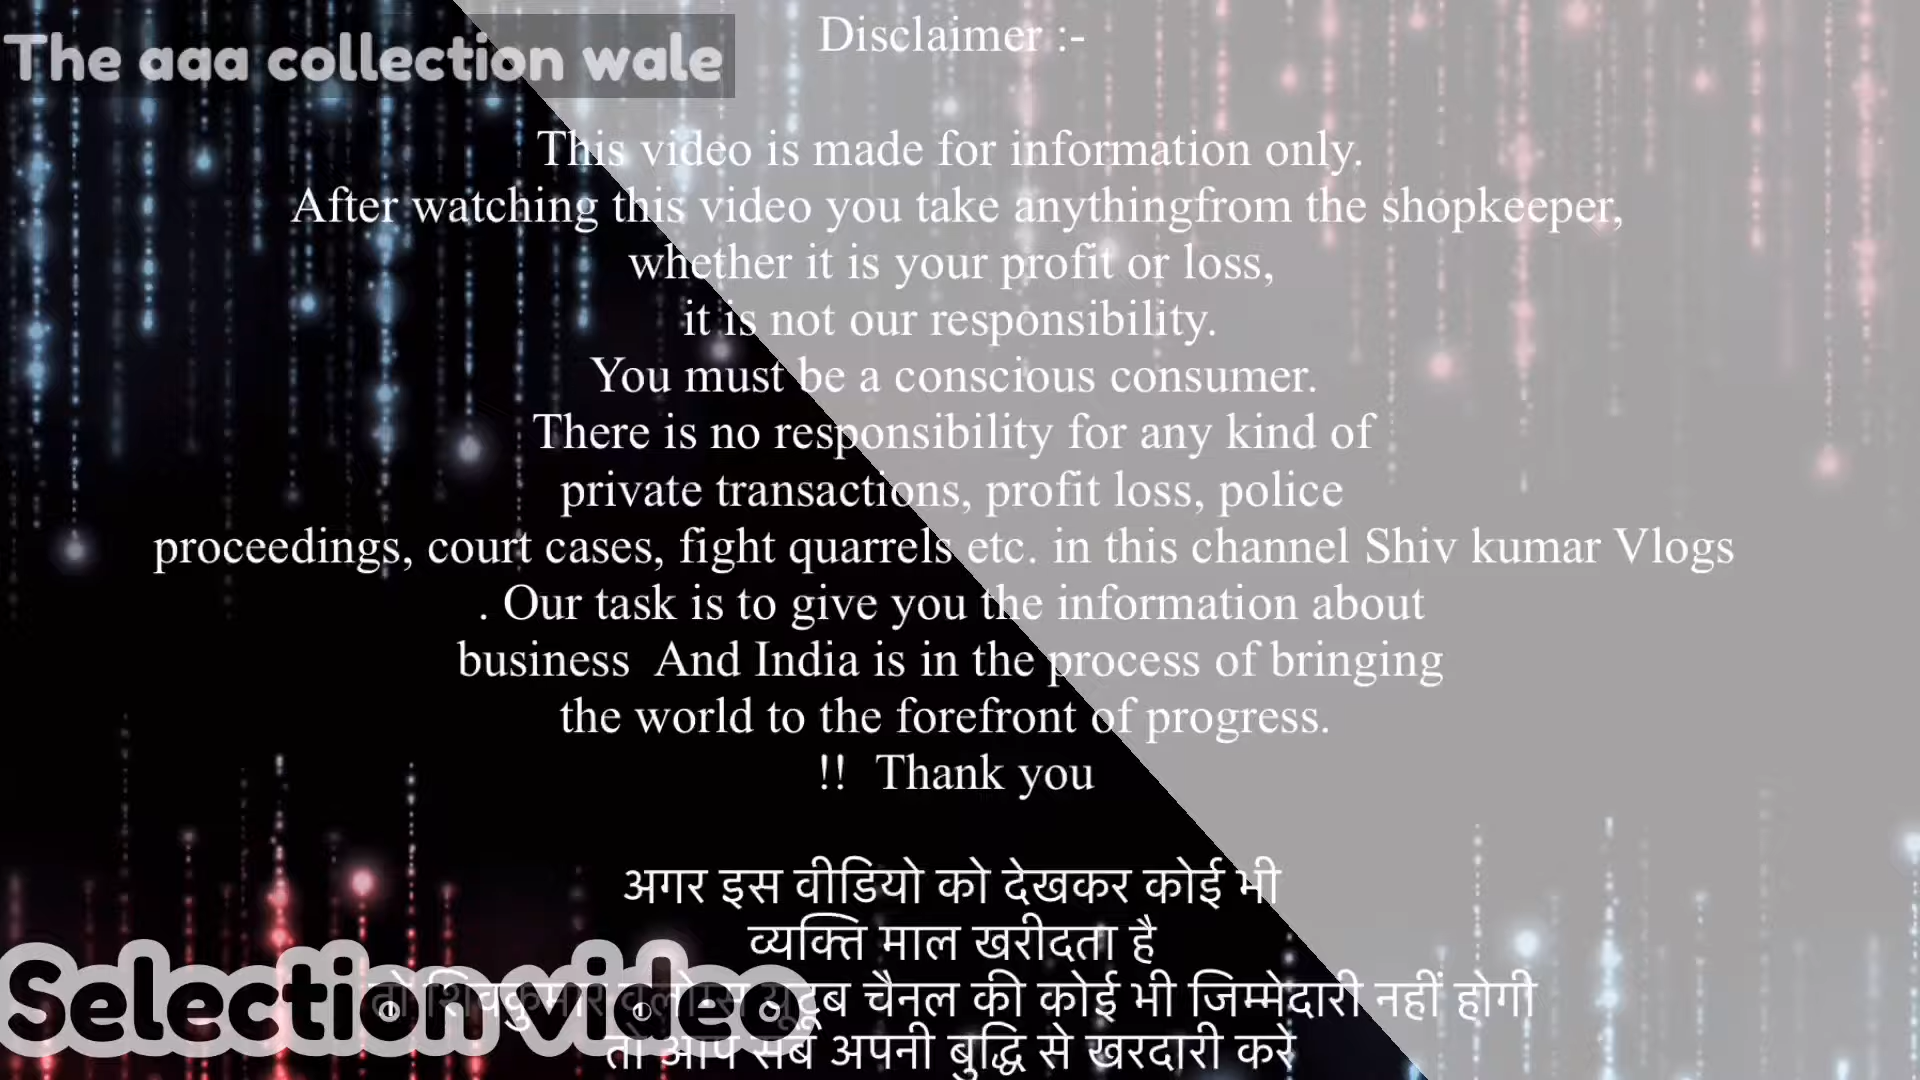 The aaa collection wale
Disclaimer :-
This video is made for information only.
After watching this video you take anythingfrom the shopkeeper,
whether it is your profit or loss,
it is not our responsibility.
You must be a conscious consumer.
There is no responsibility for any kind of
private transactions, profit loss, police
proceedings, court cases, fight quarrels etc. in this channel Shiv kumar Vlogs
. Our task is to give you the information about
business  And India is in the process of bringing
the world to the forefront of progress.
!!  Thank you
अगर इस वीडियो को देखकर कोई भी
व्यक्ति माल खरीदता है
तो शिवकुमार व्लोग्स यूटूब चैनल की कोई भी जिम्मेदारी नहीं होगी
तो आप सब अपनी बुद्धि से खरदारी करे
Selection video